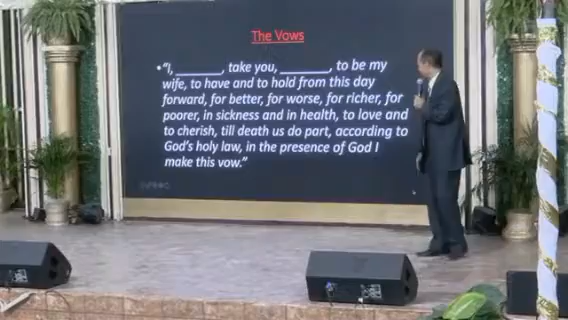 The Vows
• "I, _______, take you, _______, to be my
wife, to have and to hold from this day
forward, for better, for worse, for richer, for
poorer, in sickness and in health, to love and
to cherish, till death us do part, according to
God's holy law, in the presence of God I
make this vow."